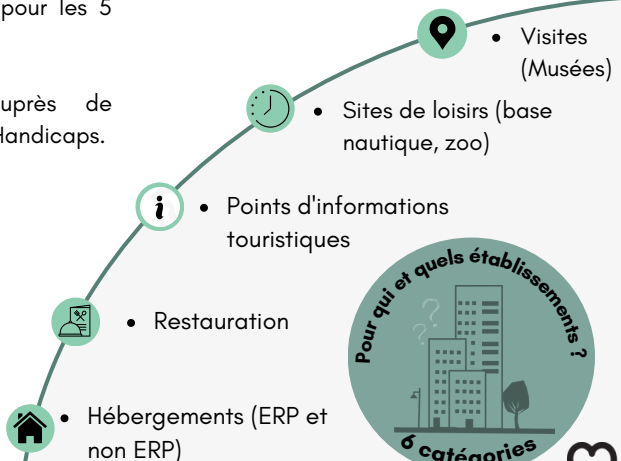 pour les 5
uprès de
Handicaps.
• Visites
(Musées)
• Sites de loisirs (base
nautique, zoo)
• Points d'informations
touristiques
• Restauration
• Hébergements (ERP et
non ERP)
Pour qui et quels établissements ?
6 catégories